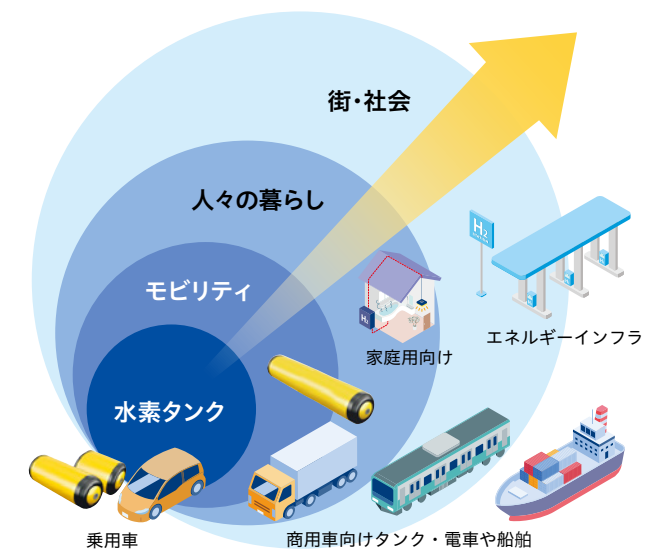 街・社会
人々の暮らし
モビリティ
水素タンク
H2
H2
家庭用向け
エネルギーインフラ
乗用車
商用車向けタンク・電車や船舶